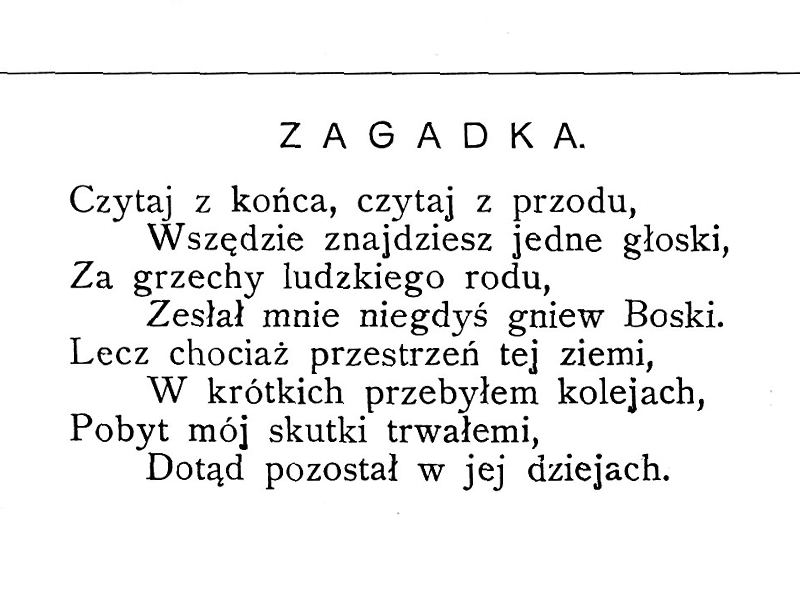 ZAGADKA.
Czytaj z końca, czytaj z przodu,
Wszędzie znajdziesz jedne głoski,
Za grzechy ludzkiego rodu,
Zesłał mnie niegdyś gniew Boski.
Lecz chociaż przestrzeń tej ziemi,
W krótkich przebyłem kolejach,
Pobyt mój skutki trwałemi,
Dotąd pozostał w jej dziejach.